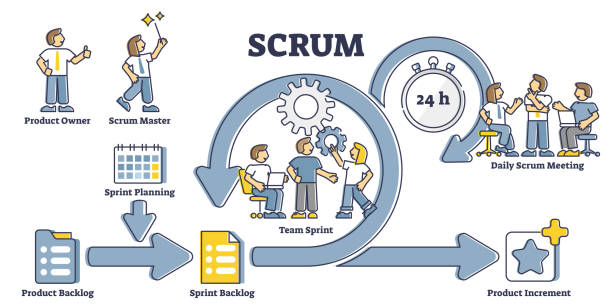 SCRUM
Product Owner
Scrum Master
24 h
Daily Scrum Meeting
Sprint Planning
Team Sprint
Product Backlog
Sprint Backlog
Product Increment